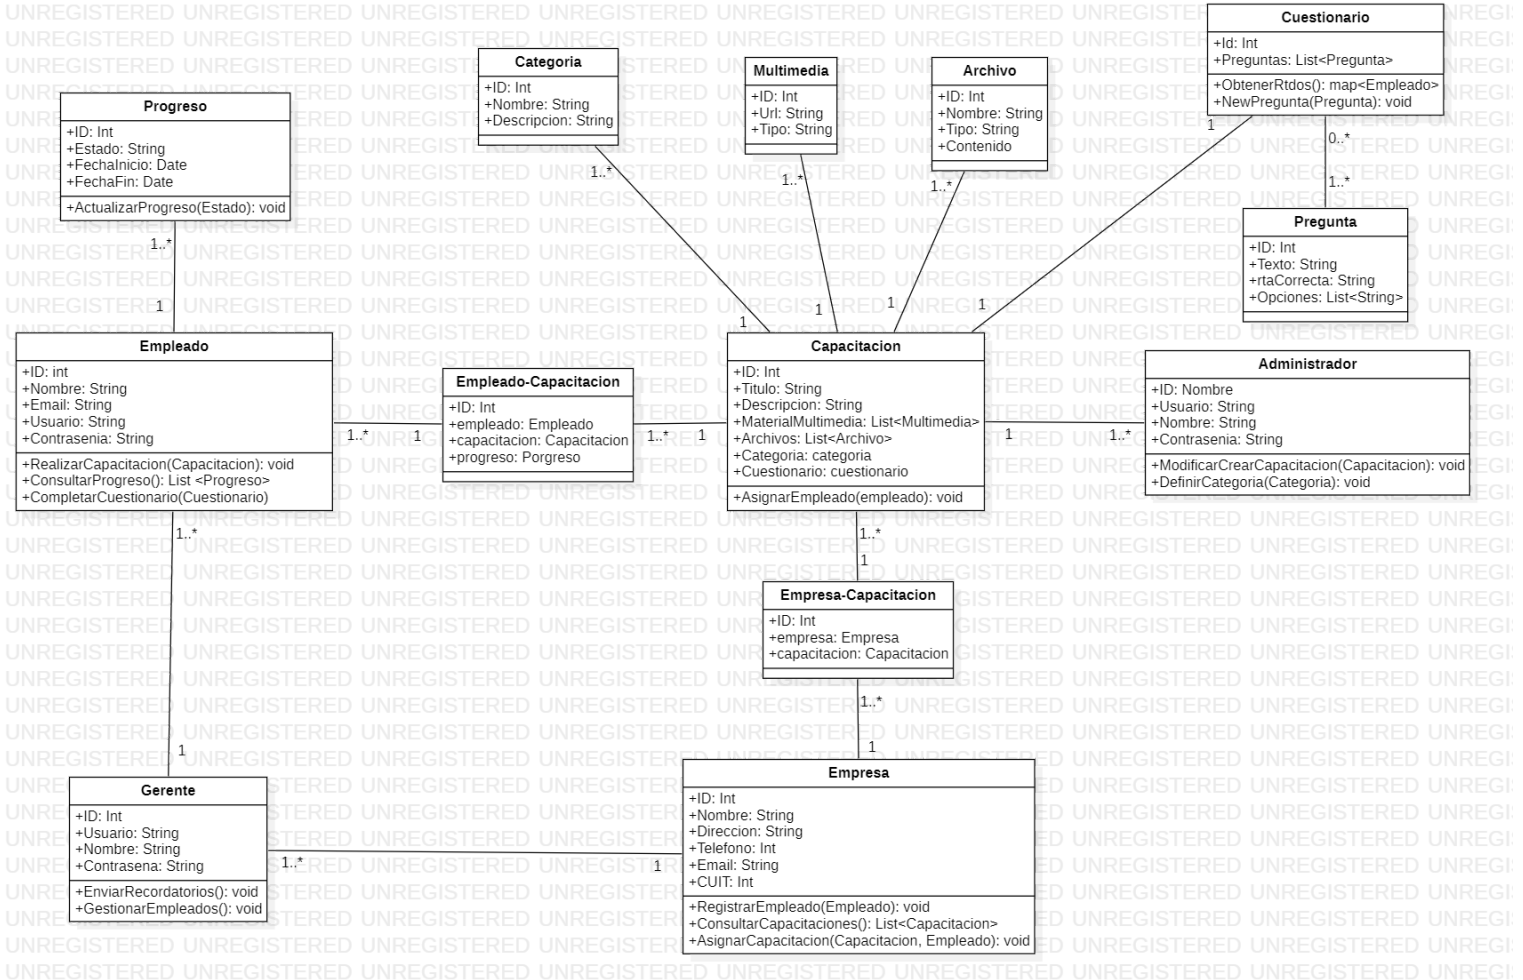 Cuestionario
+Id: Int
+Preguntas: List<Pregunta>
+ObtenerRtdos(): map<Empleado>
+NewPregunta(Pregunta): void
Categoria
+ID: Int
+Nombre: String
+Descripcion: String
Multimedia
+ID: Int
+Url: String
+Tipo: String
Archivo
+ID: Int
+Nombre: String
+Tipo: String
+Contenido
Progreso
+ID: Int
+Estado: String
+FechaInicio: Date
+FechaFin: Date
+ActualizarProgreso(Estado): void
1
0..*
1..*
1..*
1..*
1..*
Pregunta
+ID: Int
+Texto: String
+rtaCorrecta: String
+Opciones: List<String>
1..*
1
1
1
1
1
Empleado
+ID: int
+Nombre: String
+Email: String
+Usuario: String
+Contrasenia: String
+RealizarCapacitacion(Capacitacion): void
+ConsultarProgreso(): List <Progreso>
+CompletarCuestionario(Cuestionario)
1..*
1
Empleado-Capacitacion
+ID: Int
+empleado: Empleado
+capacitacion: Capacitacion
+progreso: Porgreso
1..*
1
Capacitacion
+ID: Int
+Titulo: String
+Descripcion: String
+MaterialMultimedia: List<Multimedia>
+Archivos: List<Archivo>
+Categoria: categoria
+Cuestionario: cuestionario
+AsignarEmpleado(empleado): void
1
1..*
Administrador
+ID: Nombre
+Usuario: String
+Nombre: String
+Contrasenia: String
+ModificarCrearCapacitacion(Capacitacion): void
+DefinirCategoria(Categoria): void
1..*
1..*
1
Empresa-Capacitacion
+ID: Int
+empresa: Empresa
+capacitacion: Capacitacion
1..*
1
1
Gerente
+ID: Int
+Usuario: String
+Nombre: String
+Contrasena: String
+EnviarRecordatorios(): void
+GestionarEmpleados(): void
1..*
1
Empresa
+ID: Int
+Nombre: String
+Direccion: String
+Telefono: Int
+Email: String
+CUIT: Int
+RegistrarEmpleado(Empleado): void
+ConsultarCapacitaciones(): List<Capacitacion>
+AsignarCapacitacion(Capacitacion, Empleado): void
UNREGISTERED